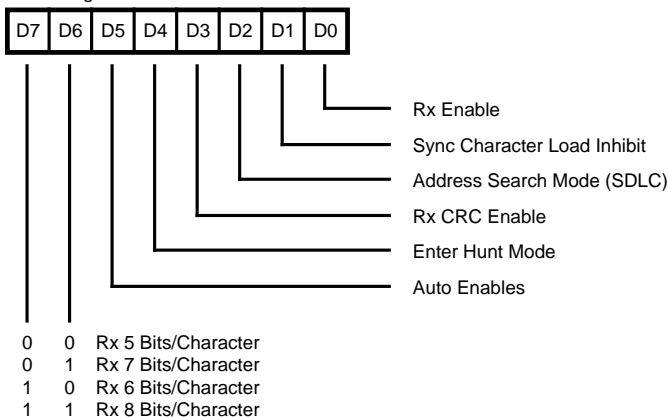 D7 D6 D5 D4 D3 D2 D1 D0
Rx Enable
Sync Character Load Inhibit
Address Search Mode (SDLC)
Rx CRC Enable
Enter Hunt Mode
Auto Enables
0 0 Rx 5 Bits/Character
0 1 Rx 7 Bits/Character
1 0 Rx 6 Bits/Character
1 1 Rx 8 Bits/Character